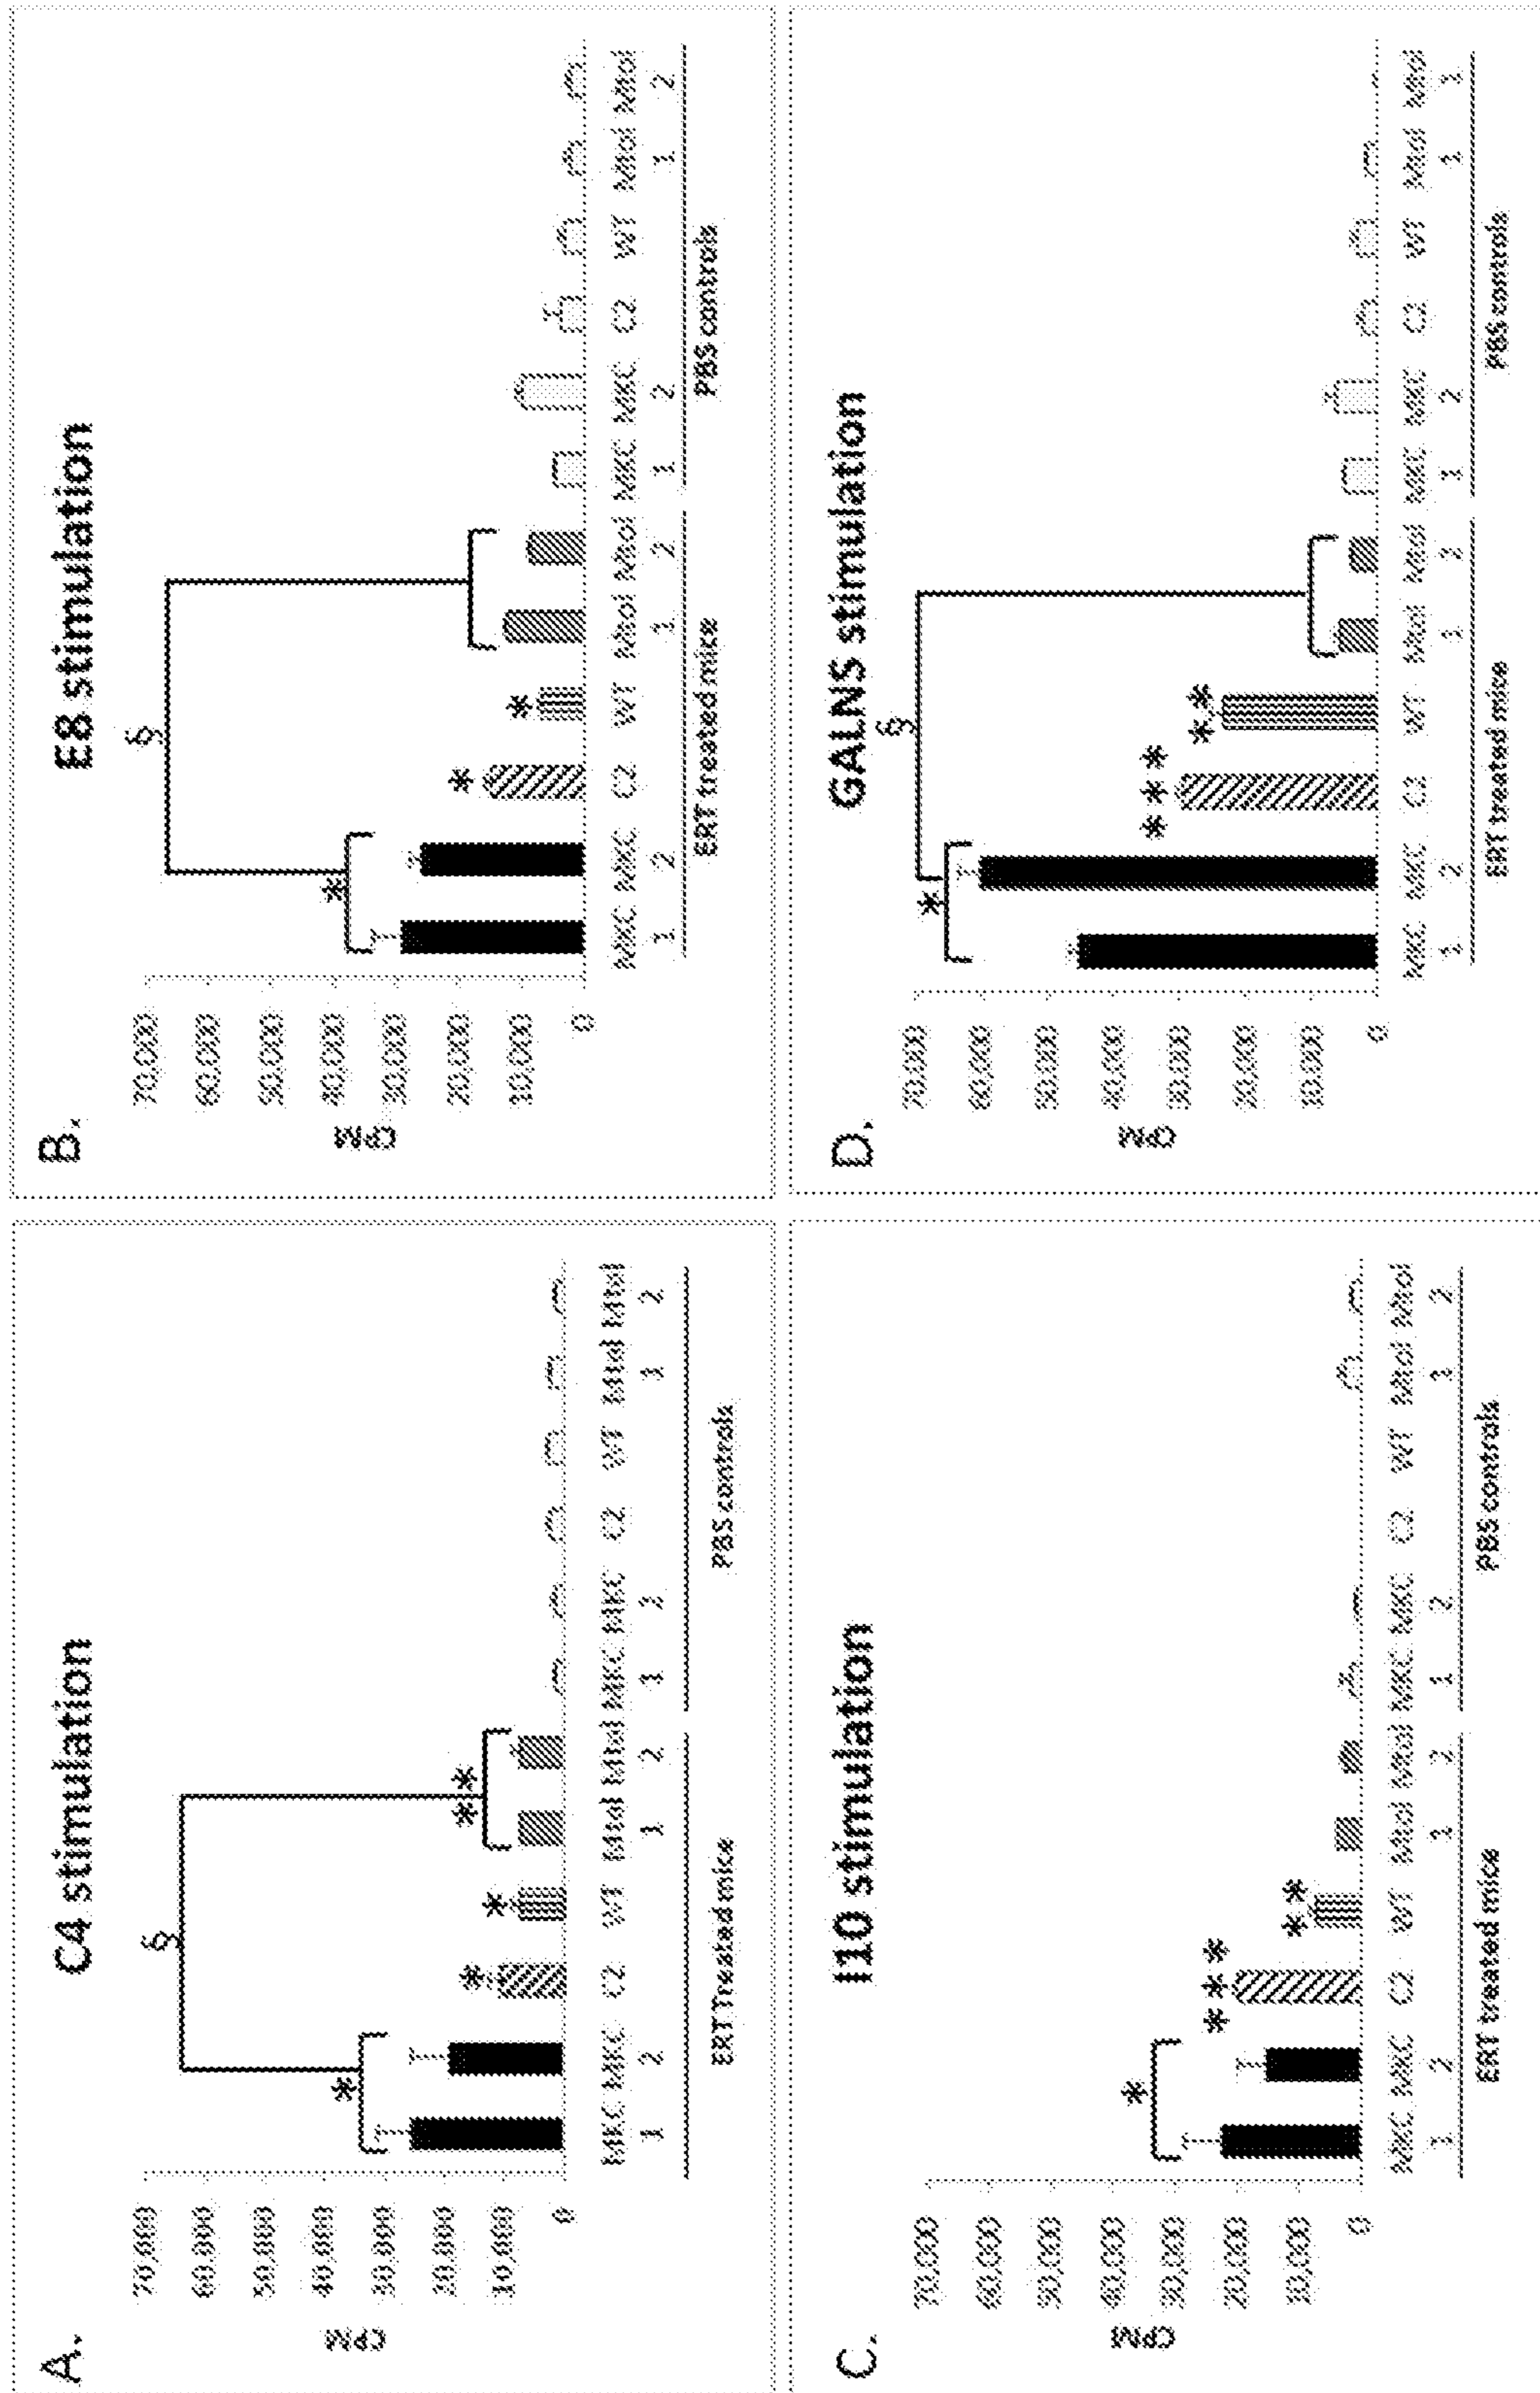 A.
C4 stimulation
CPM
70,000
60,000
50,000
40,000
30,000
20,000
10,000
0
§
* * * * *
MKC MKC C2 WT Mtol Mtol MKC MKC C2 WT Mtol Mtol
1 2 1 2 1 2 1 2
ERT Treated mice PBS controls
B.
E8 stimulation
CPM
70,000
60,000
50,000
40,000
30,000
20,000
10,000
0
§
* * *
MKC MKC C2 WT Mtol Mtol MKC MKC C2 WT Mtol Mtol
1 2 1 2 1 2 1 2
ERT treated mice PBS controls
C.
I10 stimulation
CPM
70,000
60,000
50,000
40,000
30,000
20,000
10,000
0
* *** **
MKC MKC C2 WT Mtol Mtol MKC MKC C2 WT Mtol Mtol
1 2 1 2 1 2 1 2
ERT treated mice PBS controls
D.
GALNS stimulation
CPM
70,000
60,000
50,000
40,000
30,000
20,000
10,000
0
§
* *** **
MKC MKC C2 WT Mtol Mtol MKC MKC C2 WT Mtol Mtol
1 2 1 2 1 2 1 1
ERT treated mice PBS controls